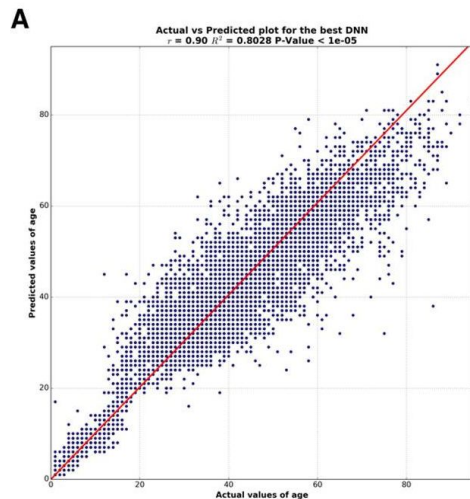 A
Actual vs Predicted plot for the best DNN
r = 0.90 R² = 0.8028 P-Value < 1e-05
Predicted values of age
80
60
40
20
0
0 20 40 60 80
Actual values of age